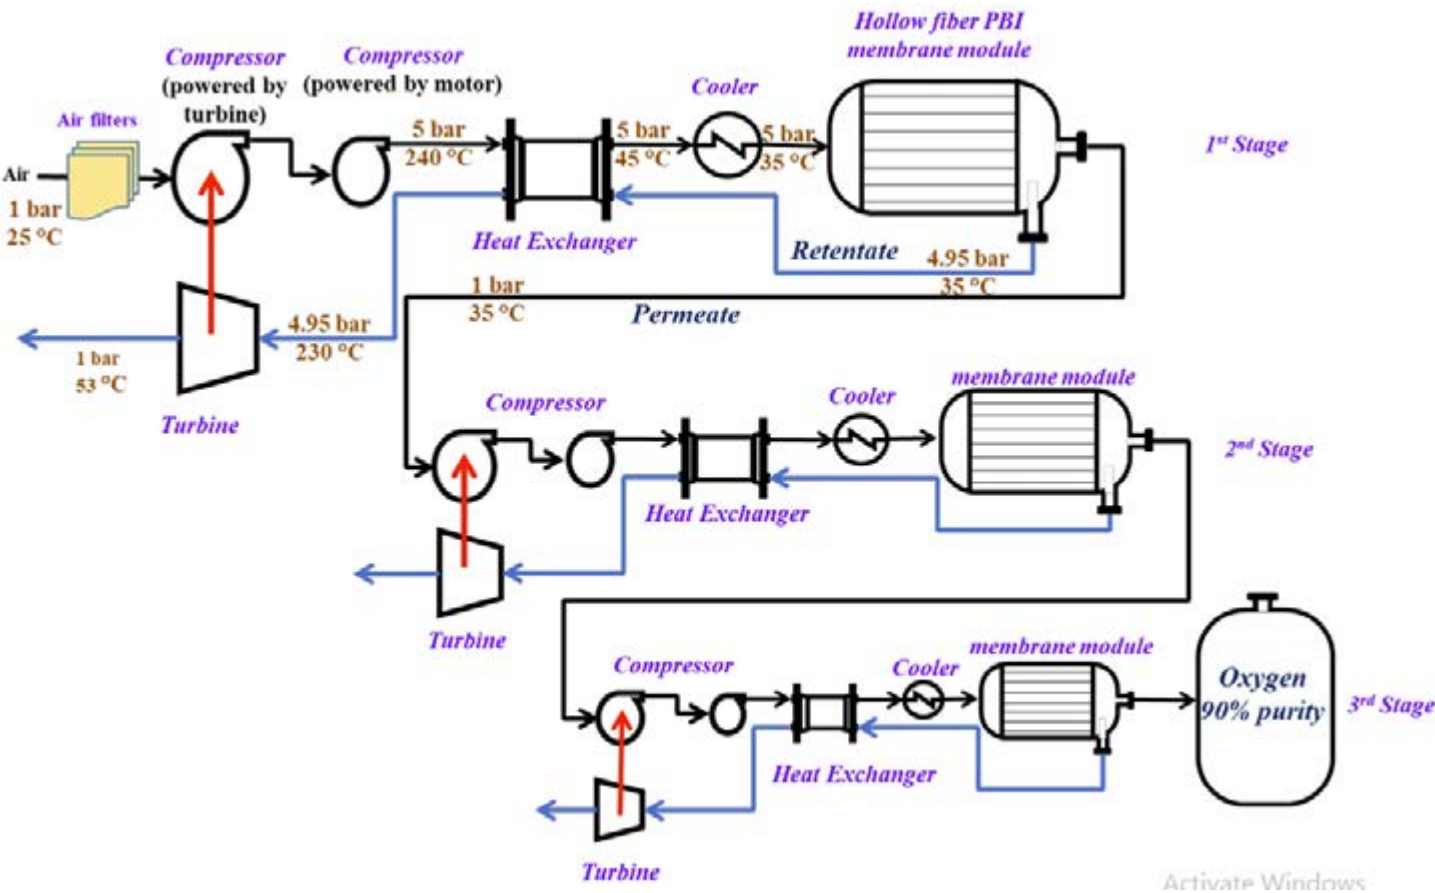 Hollow fiber PBI
membrane module
Compressor
(powered by
turbine)
Compressor
(powered by motor)
Cooler
Air filters
Air
1 bar
25 °C
5 bar
240 °C
5 bar
45 °C
5 bar
35 °C
1st Stage
Heat Exchanger
Retentate
4.95 bar
35 °C
1 bar
35 °C
Permeate
4.95 bar
230 °C
1 bar
53 °C
Turbine
Compressor
Cooler
membrane module
2nd Stage
Heat Exchanger
Turbine
Compressor
Cooler
membrane module
Oxygen
90% purity
3rd Stage
Heat Exchanger
Turbine
Activate Windows